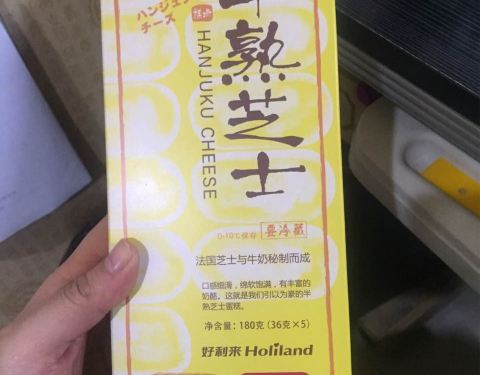 ハンジュク
チーズ
半熟芝士
HANJUKU CHEESE
0-10℃保存 要冷藏
法国芝士与牛奶秘制而成
口感细滑，绵软饱满，有丰富的
奶酪。这就是我们引以为豪的半
熟芝士蛋糕。
净含量：180克（36克×5）
好利来 Holiland